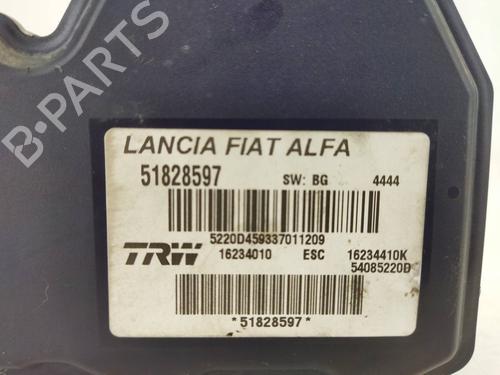 B-PARTS
LANCIA FIAT ALFA
51828597 SW: BG 4444
5220D459337011209
TRW 16234010 ESC 16234410K
54085220D
*51828597*